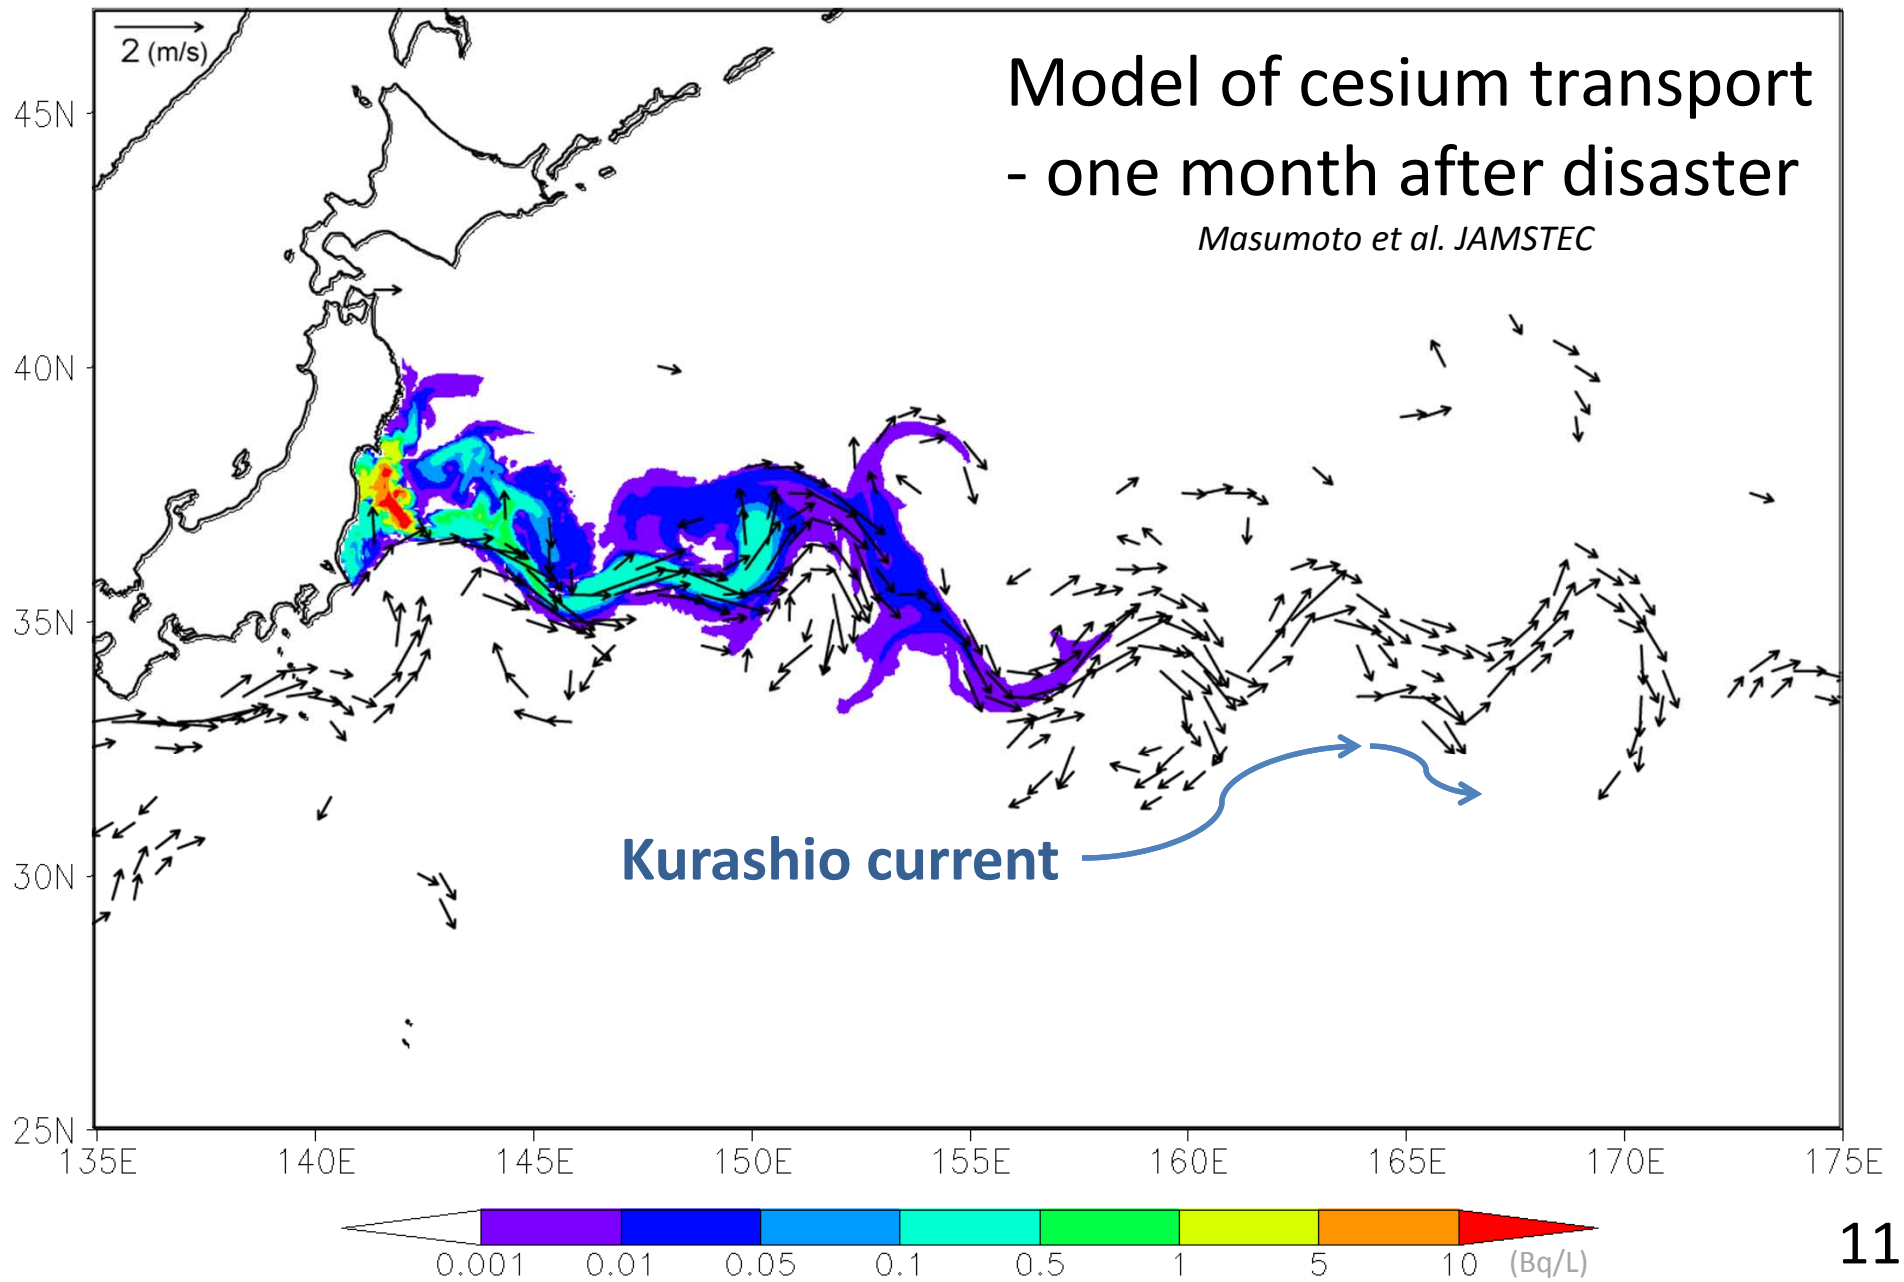 2 (m/s)
Model of cesium transport
- one month after disaster
Masumoto et al. JAMSTEC
45N
40N
35N
30N
25N
Kurashio current
135E 140E 145E 150E 155E 160E 165E 170E 175E
0.001 0.01 0.05 0.1 0.5 1 5 10 (Bq/L)
11